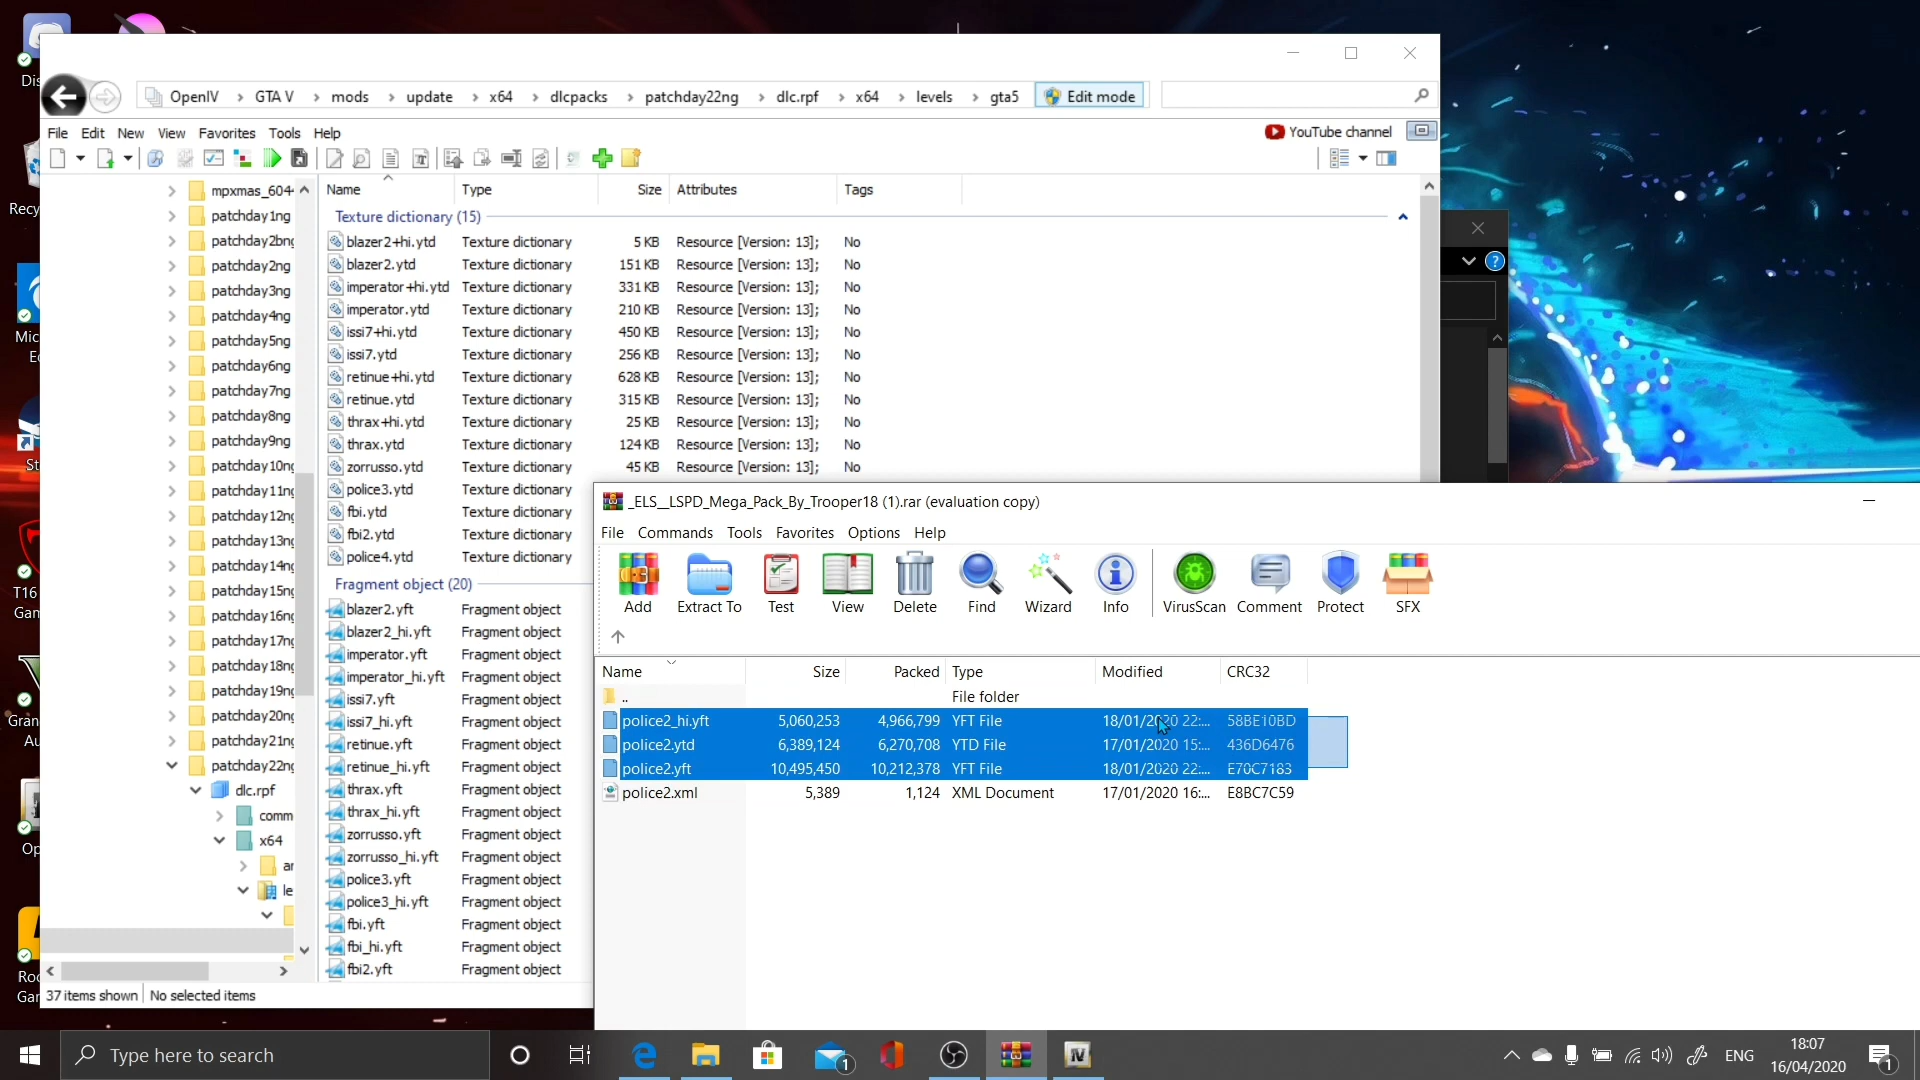 Dis
Recy
Mic
E
St
T16
Gam
Gran
Au
Op
Roc
Gar
OpenIV › GTA V › mods › update › x64 › dlcpacks › patchday22ng › dlc.rpf › x64 › levels › gta5
Edit mode
File Edit New View Favorites Tools Help
YouTube channel
mpxmas_604
patchday1ng
patchday2bng
patchday2ng
patchday3ng
patchday4ng
patchday5ng
patchday6ng
patchday7ng
patchday8ng
patchday9ng
patchday10ng
patchday11ng
patchday12ng
patchday13ng
patchday14ng
patchday15ng
patchday16ng
patchday17ng
patchday18ng
patchday19ng
patchday20ng
patchday21ng
patchday22ng
dlc.rpf
comm
x64
ar
le
Name Type Size Attributes Tags
Texture dictionary (15)
blazer2+hi.ytd Texture dictionary 5 KB Resource [Version: 13]; No
blazer2.ytd Texture dictionary 151 KB Resource [Version: 13]; No
imperator+hi.ytd Texture dictionary 331 KB Resource [Version: 13]; No
imperator.ytd Texture dictionary 210 KB Resource [Version: 13]; No
issi7+hi.ytd Texture dictionary 450 KB Resource [Version: 13]; No
issi7.ytd Texture dictionary 256 KB Resource [Version: 13]; No
retinue+hi.ytd Texture dictionary 628 KB Resource [Version: 13]; No
retinue.ytd Texture dictionary 315 KB Resource [Version: 13]; No
thrax+hi.ytd Texture dictionary 25 KB Resource [Version: 13]; No
thrax.ytd Texture dictionary 124 KB Resource [Version: 13]; No
zorrusso.ytd Texture dictionary 45 KB Resource [Version: 13]; No
police3.ytd Texture dictionary
fbi.ytd Texture dictionary
fbi2.ytd Texture dictionary
police4.ytd Texture dictionary
Fragment object (20)
blazer2.yft Fragment object
blazer2_hi.yft Fragment object
imperator.yft Fragment object
imperator_hi.yft Fragment object
issi7.yft Fragment object
issi7_hi.yft Fragment object
retinue.yft Fragment object
retinue_hi.yft Fragment object
thrax.yft Fragment object
thrax_hi.yft Fragment object
zorrusso.yft Fragment object
zorrusso_hi.yft Fragment object
police3.yft Fragment object
police3_hi.yft Fragment object
fbi.yft Fragment object
fbi_hi.yft Fragment object
fbi2.yft Fragment object
37 items shown No selected items
_ELS__LSPD_Mega_Pack_By_Trooper18 (1).rar (evaluation copy)
File Commands Tools Favorites Options Help
Add Extract To Test View Delete Find Wizard Info VirusScan Comment Protect SFX
Name Size Packed Type Modified CRC32
.. File folder
police2_hi.yft 5,060,253 4,966,799 YFT File 18/01/2020 22:... 58BE10BD
police2.ytd 6,389,124 6,270,708 YTD File 17/01/2020 15:... 436D6476
police2.yft 10,495,450 10,212,378 YFT File 18/01/2020 22:... E70C7183
police2.xml 5,389 1,124 XML Document 17/01/2020 16:... E8BC7C59
Type here to search
1
IV
ENG
18:07
16/04/2020
1